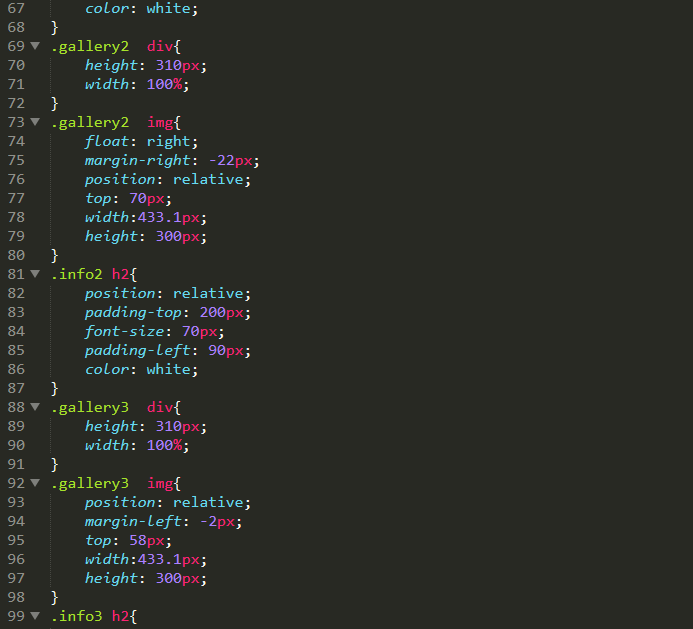 67 color: white;
68 }
69 .gallery2  div{
70 height: 310px;
71 width: 100%;
72 }
73 .gallery2  img{
74 float: right;
75 margin-right: -22px;
76 position: relative;
77 top: 70px;
78 width:433.1px;
79 height: 300px;
80 }
81 .info2 h2{
82 position: relative;
83 padding-top: 200px;
84 font-size: 70px;
85 padding-left: 90px;
86 color: white;
87 }
88 .gallery3  div{
89 height: 310px;
90 width: 100%;
91 }
92 .gallery3  img{
93 position: relative;
94 margin-left: -2px;
95 top: 58px;
96 width:433.1px;
97 height: 300px;
98 }
99 .info3 h2{